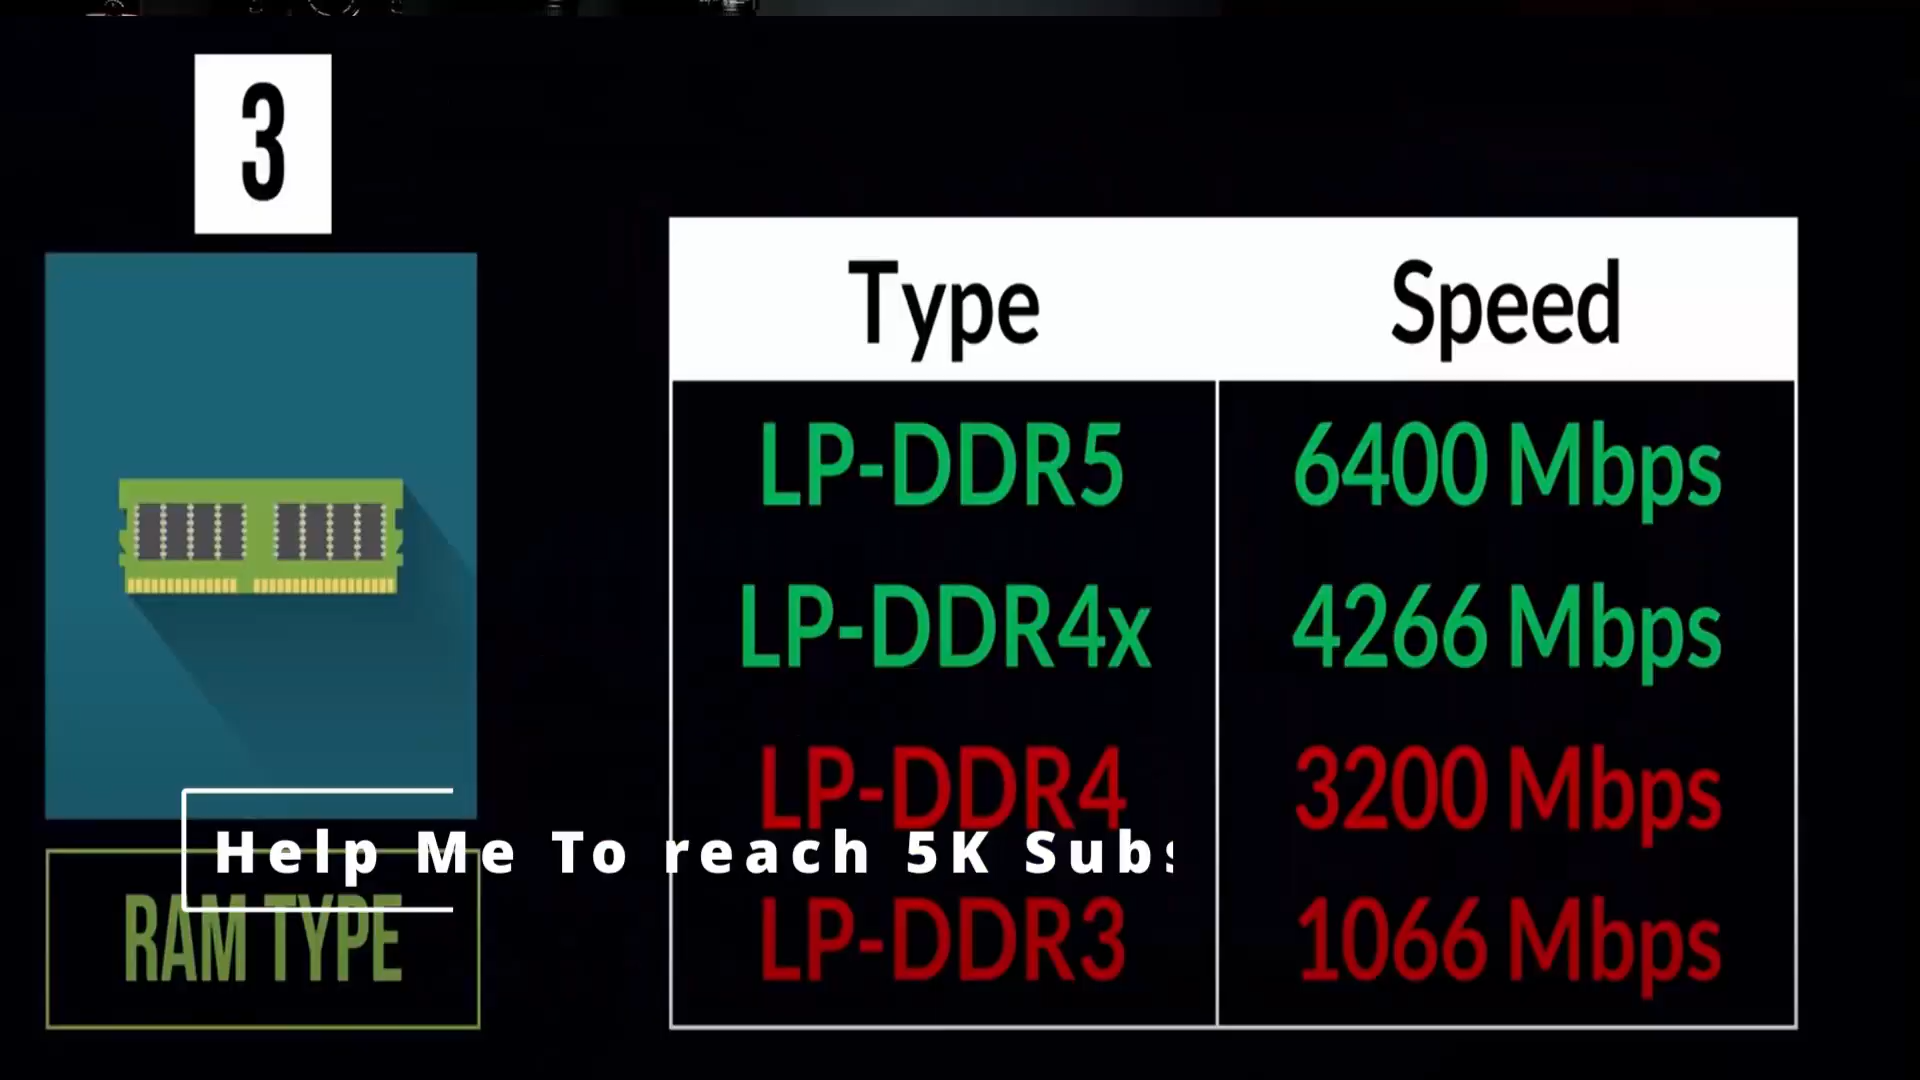 3
Type Speed
LP-DDR5 6400 Mbps
LP-DDR4x 4266 Mbps
LP-DDR4 3200 Mbps
Help Me To reach 5K Subs
LP-DDR3 1066 Mbps
RAM TYPE